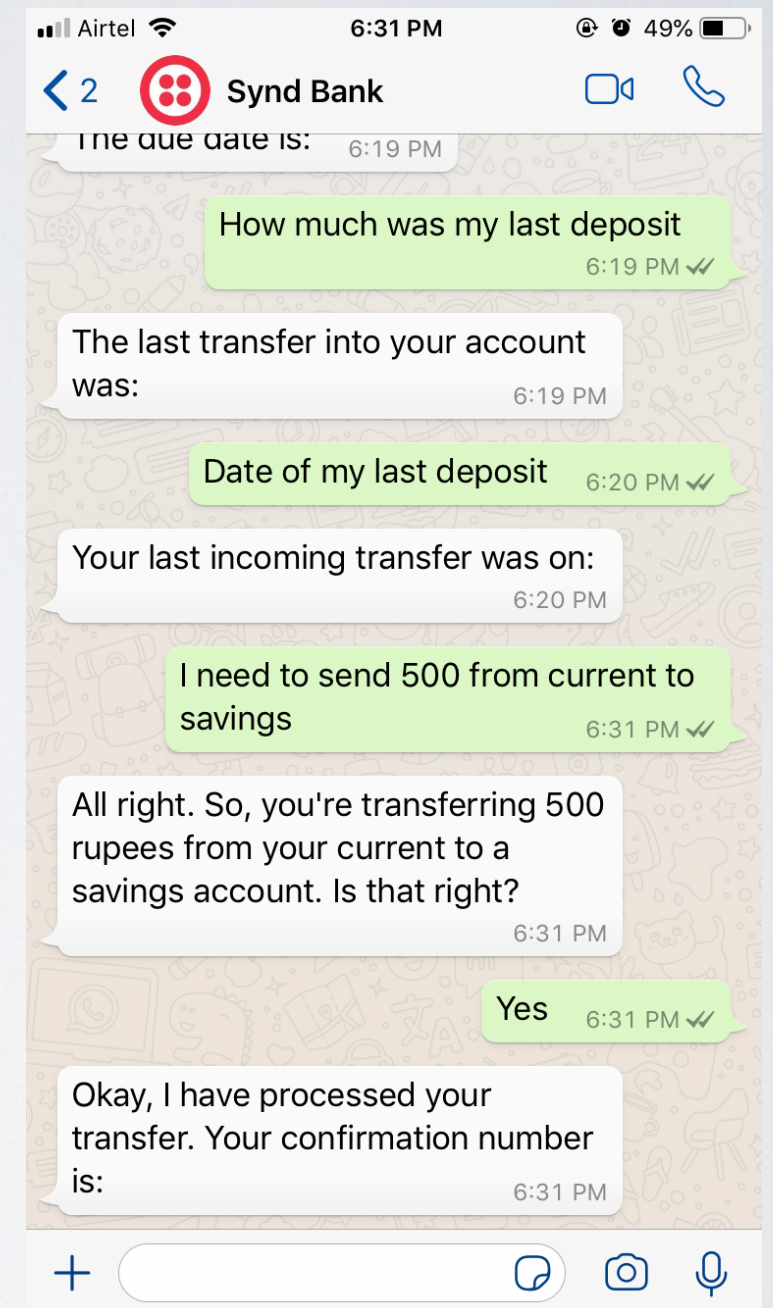 Airtel 6:31 PM 49%
2 Synd Bank
The due date is: 6:19 PM
How much was my last deposit
6:19 PM
The last transfer into your account
was: 6:19 PM
Date of my last deposit 6:20 PM
Your last incoming transfer was on:
6:20 PM
I need to send 500 from current to
savings 6:31 PM
All right. So, you're transferring 500
rupees from your current to a
savings account. Is that right?
6:31 PM
Yes 6:31 PM
Okay, I have processed your
transfer. Your confirmation number
is: 6:31 PM